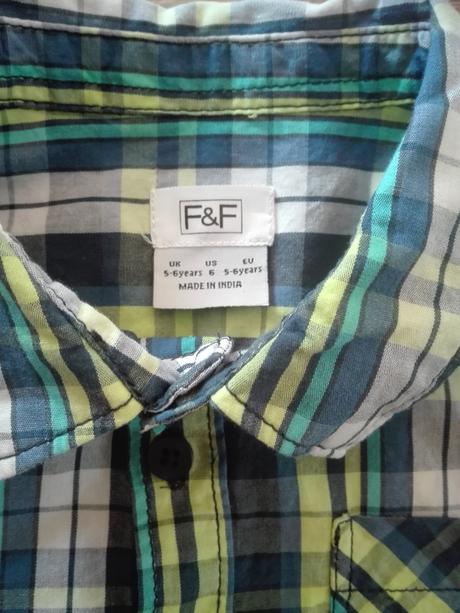 F&F
UK US EU
5-6years 6 5-6years
MADE IN INDIA